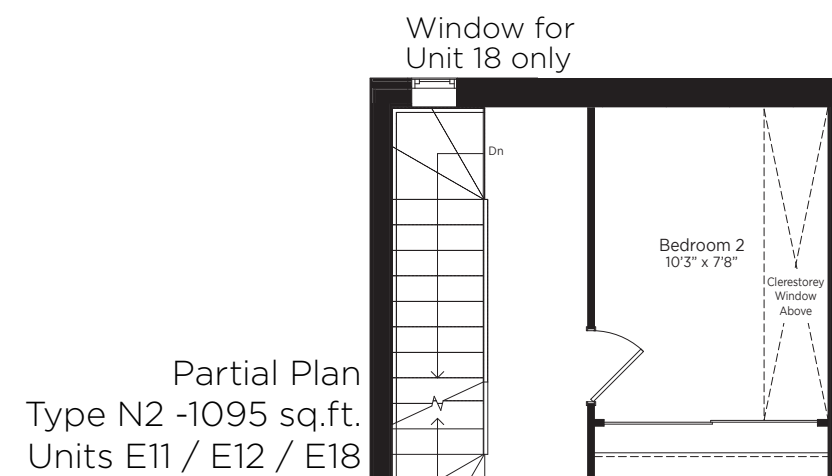 Window for
Unit 18 only
Dn
Bedroom 2
10’3” x 7’8”
Clerestorey
Window
Above
Partial Plan
Type N2 -1095 sq.ft.
Units E11 / E12 / E18